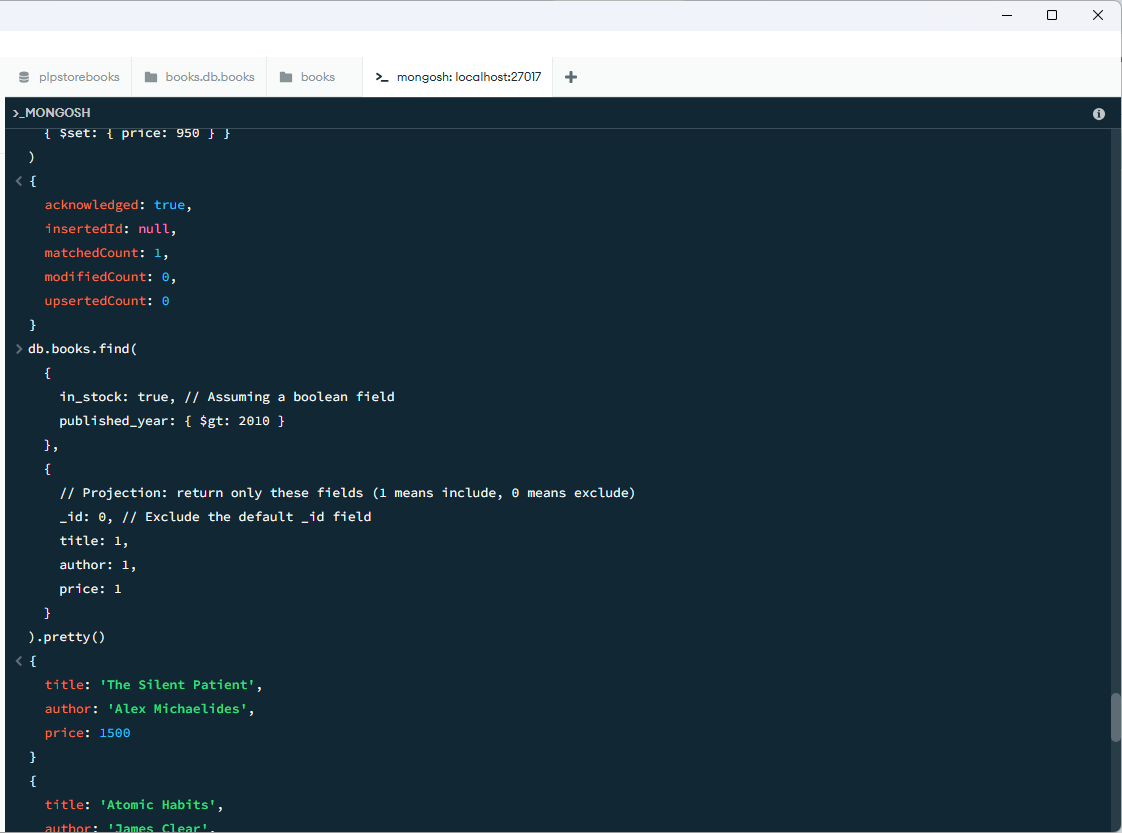 plpstorebooks books.db.books books >_ mongosh: localhost:27017 +
>_MONGOSH
{ $set: { price: 950 } }
)
< {
acknowledged: true,
insertedId: null,
matchedCount: 1,
modifiedCount: 0,
upsertedCount: 0
}
> db.books.find(
{
in_stock: true, // Assuming a boolean field
published_year: { $gt: 2010 }
},
{
// Projection: return only these fields (1 means include, 0 means exclude)
_id: 0, // Exclude the default _id field
title: 1,
author: 1,
price: 1
}
).pretty()
< {
title: 'The Silent Patient',
author: 'Alex Michaelides',
price: 1500
}
{
title: 'Atomic Habits',
author: 'James Clear',